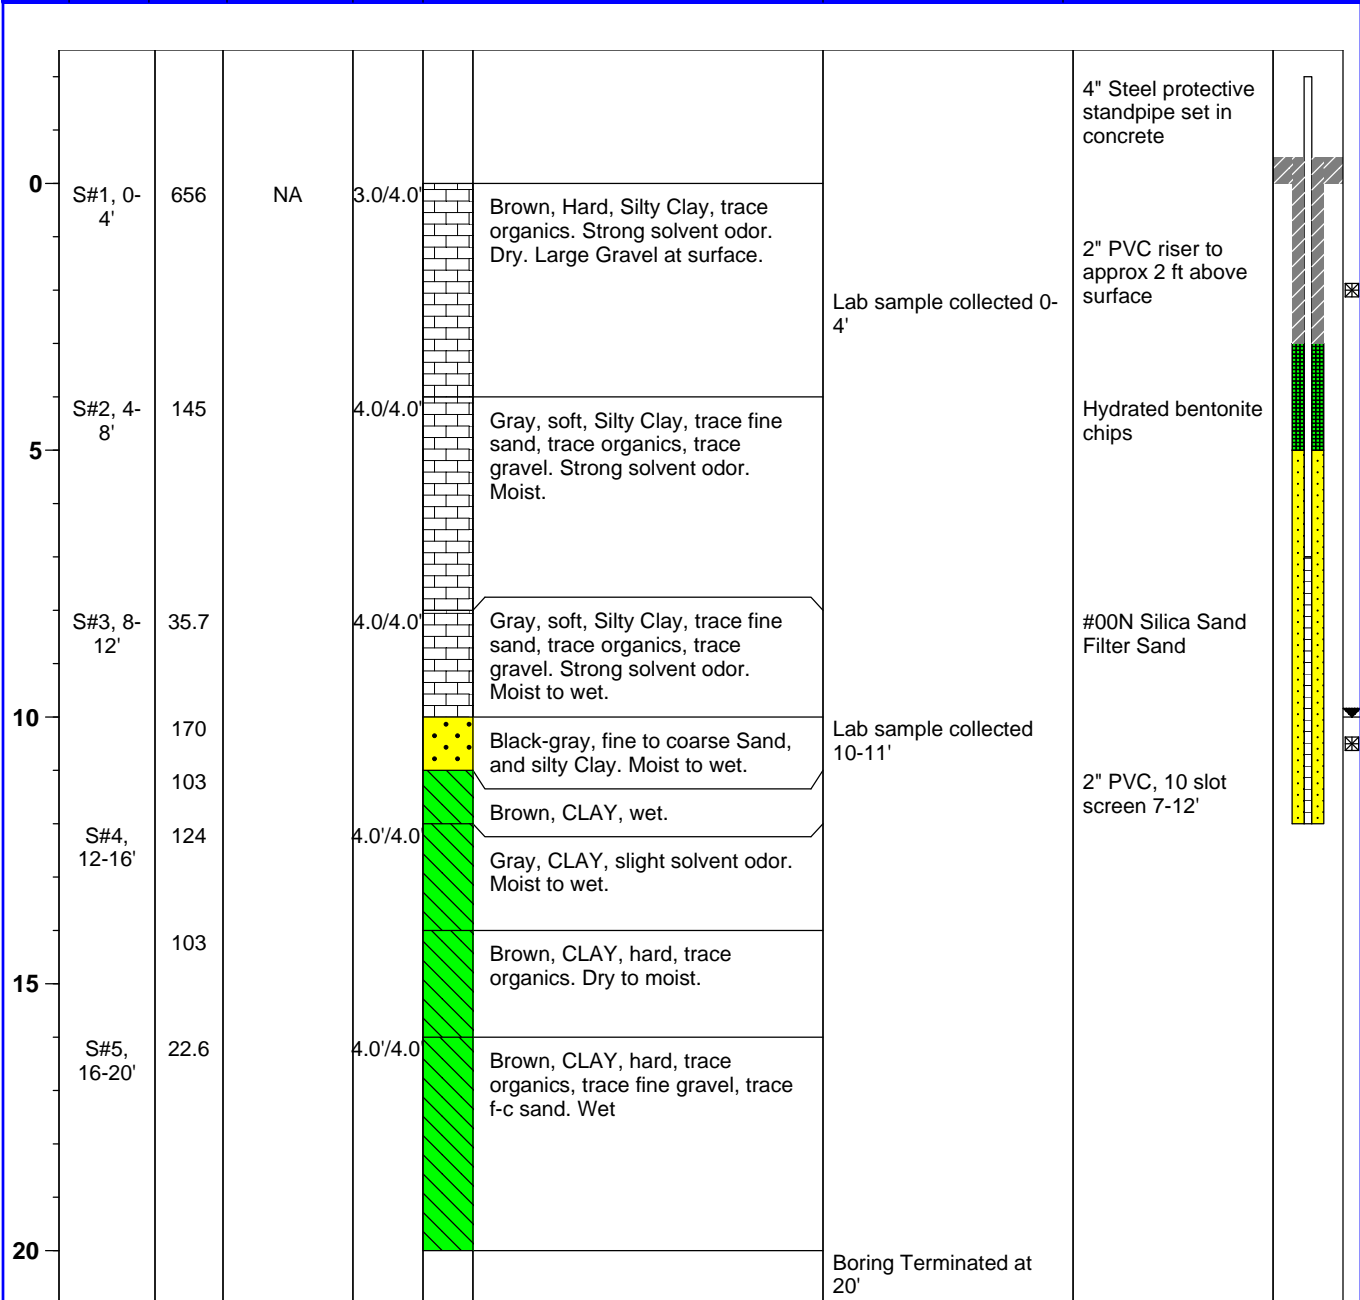 4" Steel protective
standpipe set in
concrete
0
S#1, 0-
4'
656
NA
3.0/4.0'
Brown, Hard, Silty Clay, trace
organics. Strong solvent odor.
Dry. Large Gravel at surface.
2" PVC riser to
approx 2 ft above
surface
Lab sample collected 0-
4'
S#2, 4-
8'
145
4.0/4.0'
Gray, soft, Silty Clay, trace fine
sand, trace organics, trace
gravel. Strong solvent odor.
Moist.
Hydrated bentonite
chips
5
S#3, 8-
12'
35.7
4.0/4.0'
Gray, soft, Silty Clay, trace fine
sand, trace organics, trace
gravel. Strong solvent odor.
Moist to wet.
#00N Silica Sand
Filter Sand
10
170
Black-gray, fine to coarse Sand,
and silty Clay. Moist to wet.
Lab sample collected
10-11'
103
Brown, CLAY, wet.
2" PVC, 10 slot
screen 7-12'
S#4,
12-16'
124
4.0'/4.0'
Gray, CLAY, slight solvent odor.
Moist to wet.
103
Brown, CLAY, hard, trace
organics. Dry to moist.
15
S#5,
16-20'
22.6
4.0'/4.0'
Brown, CLAY, hard, trace
organics, trace fine gravel, trace
f-c sand. Wet
20
Boring Terminated at
20'